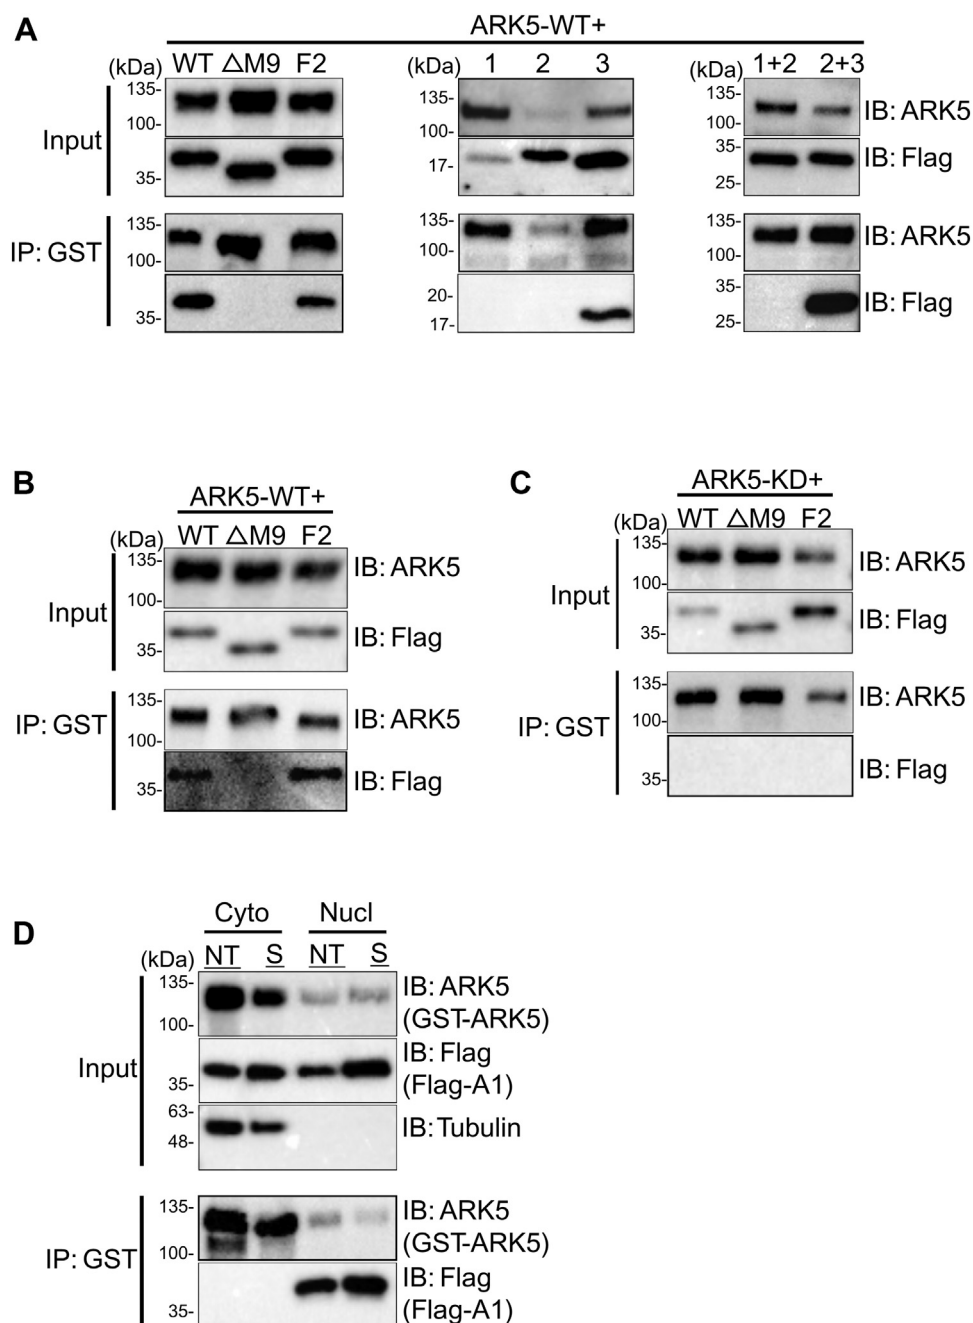 A
ARK5-WT+
(kDa) WT △M9 F2 (kDa) 1 2 3 (kDa) 1+2 2+3
Input
135- 135- 135- IB: ARK5
100- 100- 100-
35- 17- 35- IB: Flag
25-
IP: GST
135- 135- 135- IB: ARK5
100- 100- 100-
35- 20- 35- IB: Flag
17- 25-
B
ARK5-WT+
(kDa) WT △M9 F2
Input
135- IB: ARK5
100-
IB: Flag
35-
IP: GST
135- IB: ARK5
100-
IB: Flag
35-
C
ARK5-KD+
(kDa) WT △M9 F2
Input
135- IB: ARK5
100-
IB: Flag
35-
IP: GST
135- IB: ARK5
100-
IB: Flag
35-
D
Cyto Nucl
(kDa) NT S NT S
Input
135- IB: ARK5
100- (GST-ARK5)
IB: Flag
35- (Flag-A1)
63- IB: Tubulin
48-
IP: GST
135- IB: ARK5
100- (GST-ARK5)
IB: Flag
35- (Flag-A1)